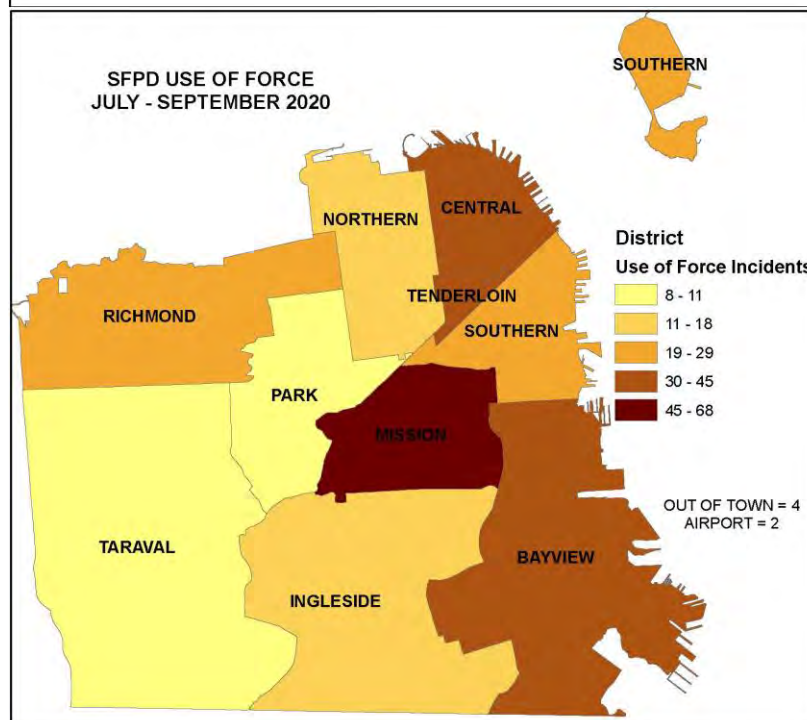 SFPD USE OF FORCE
JULY - SEPTEMBER 2020
SOUTHERN
NORTHERN
CENTRAL
RICHMOND
TENDERLOIN
SOUTHERN
PARK
MISSION
TARAVAL
INGLESIDE
BAYVIEW
District
Use of Force Incidents
8 - 11
11 - 18
19 - 29
30 - 45
45 - 68
OUT OF TOWN = 4
AIRPORT = 2